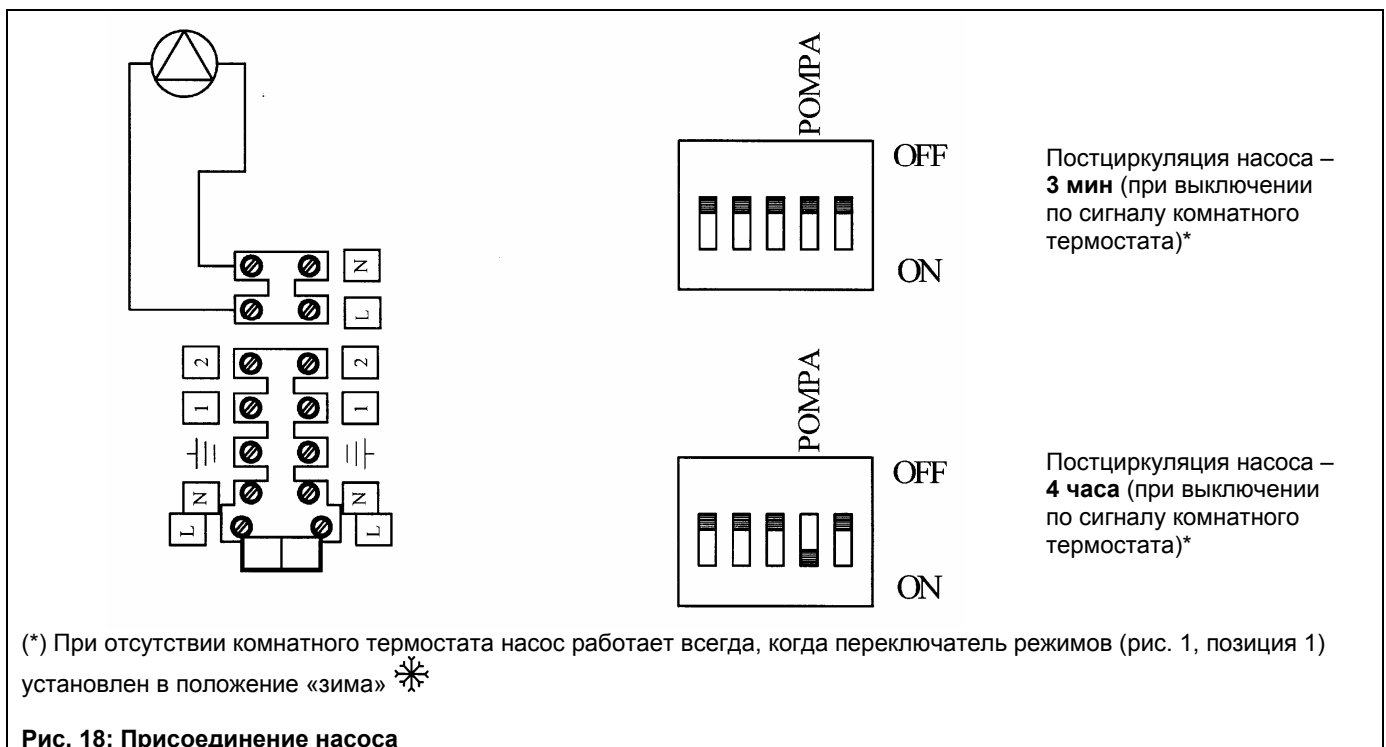 N
L
2 2
1 1
N N
L L
POMPA
OFF
ON
Постциркуляция насоса –
3 мин (при выключении
по сигналу комнатного
термостата)*
POMPA
OFF
ON
Постциркуляция насоса –
4 часа (при выключении
по сигналу комнатного
термостата)*
(*) При отсутствии комнатного термостата насос работает всегда, когда переключатель режимов (рис. 1, позиция 1)
установлен в положение «зима»
Рис. 18: Присоединение насоса